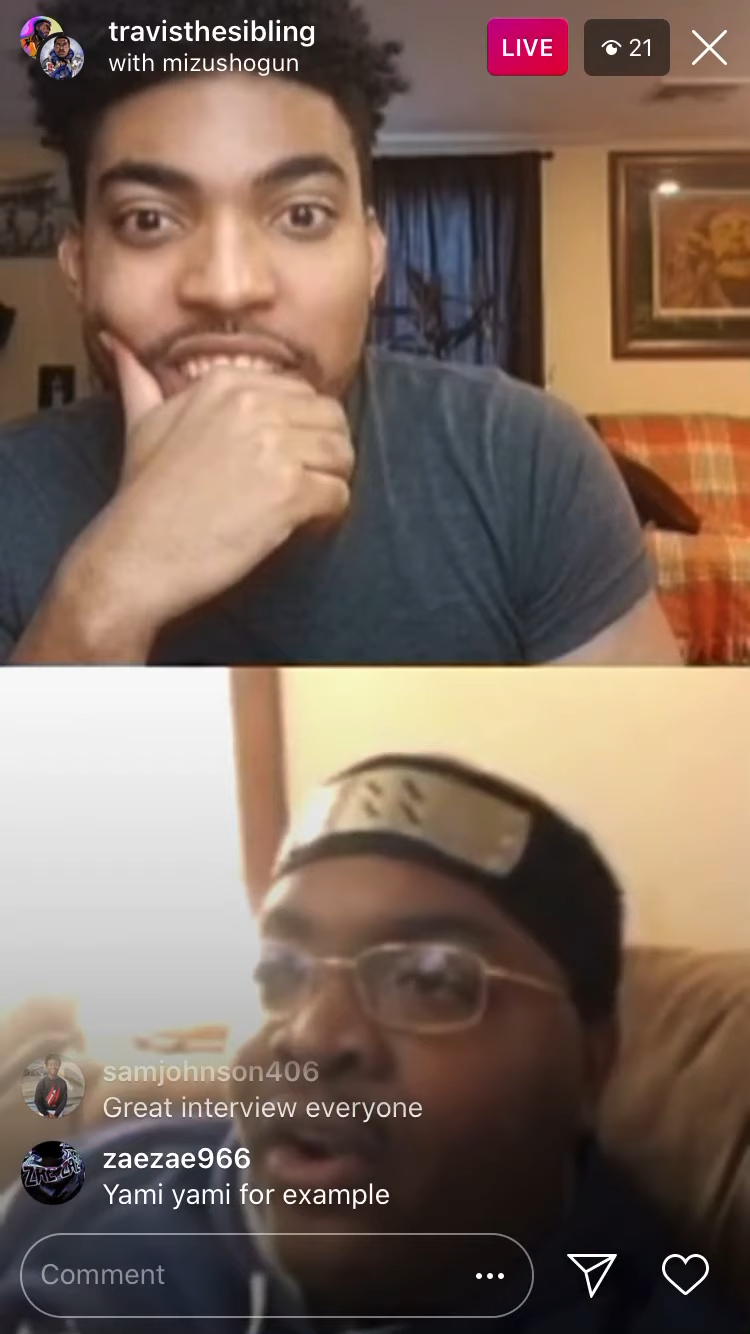 travisthesibling
with mizushogun
LIVE
21
samjohnson406
Great interview everyone
zaezae966
Yami yami for example
Comment